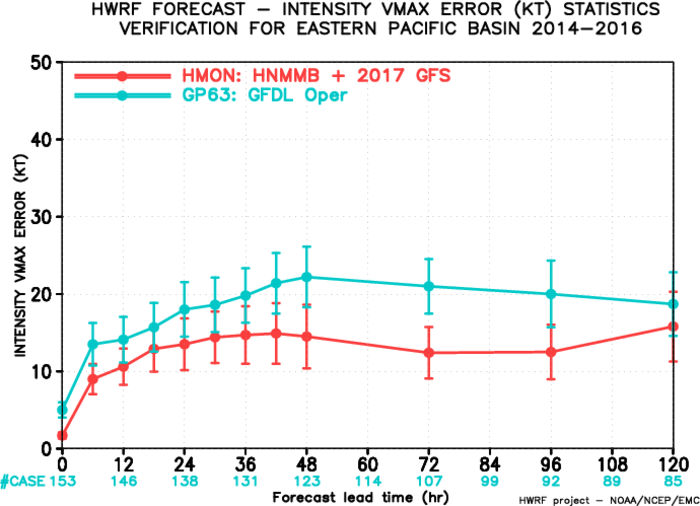 HWRF FORECAST – INTENSITY VMAX ERROR (KT) STATISTICS
VERIFICATION FOR EASTERN PACIFIC BASIN 2014–2016
HMON: HNMMB + 2017 GFS
GP63: GFDL Oper
INTENSITY VMAX ERROR (KT)
50
40
30
20
10
0
0 12 24 36 48 60 72 84 96 108 120
#CASE 153 146 138 131 123 114 107 99 92 89 85
Forecast lead time (hr)
HWRF project – NOAA/NCEP/EMC